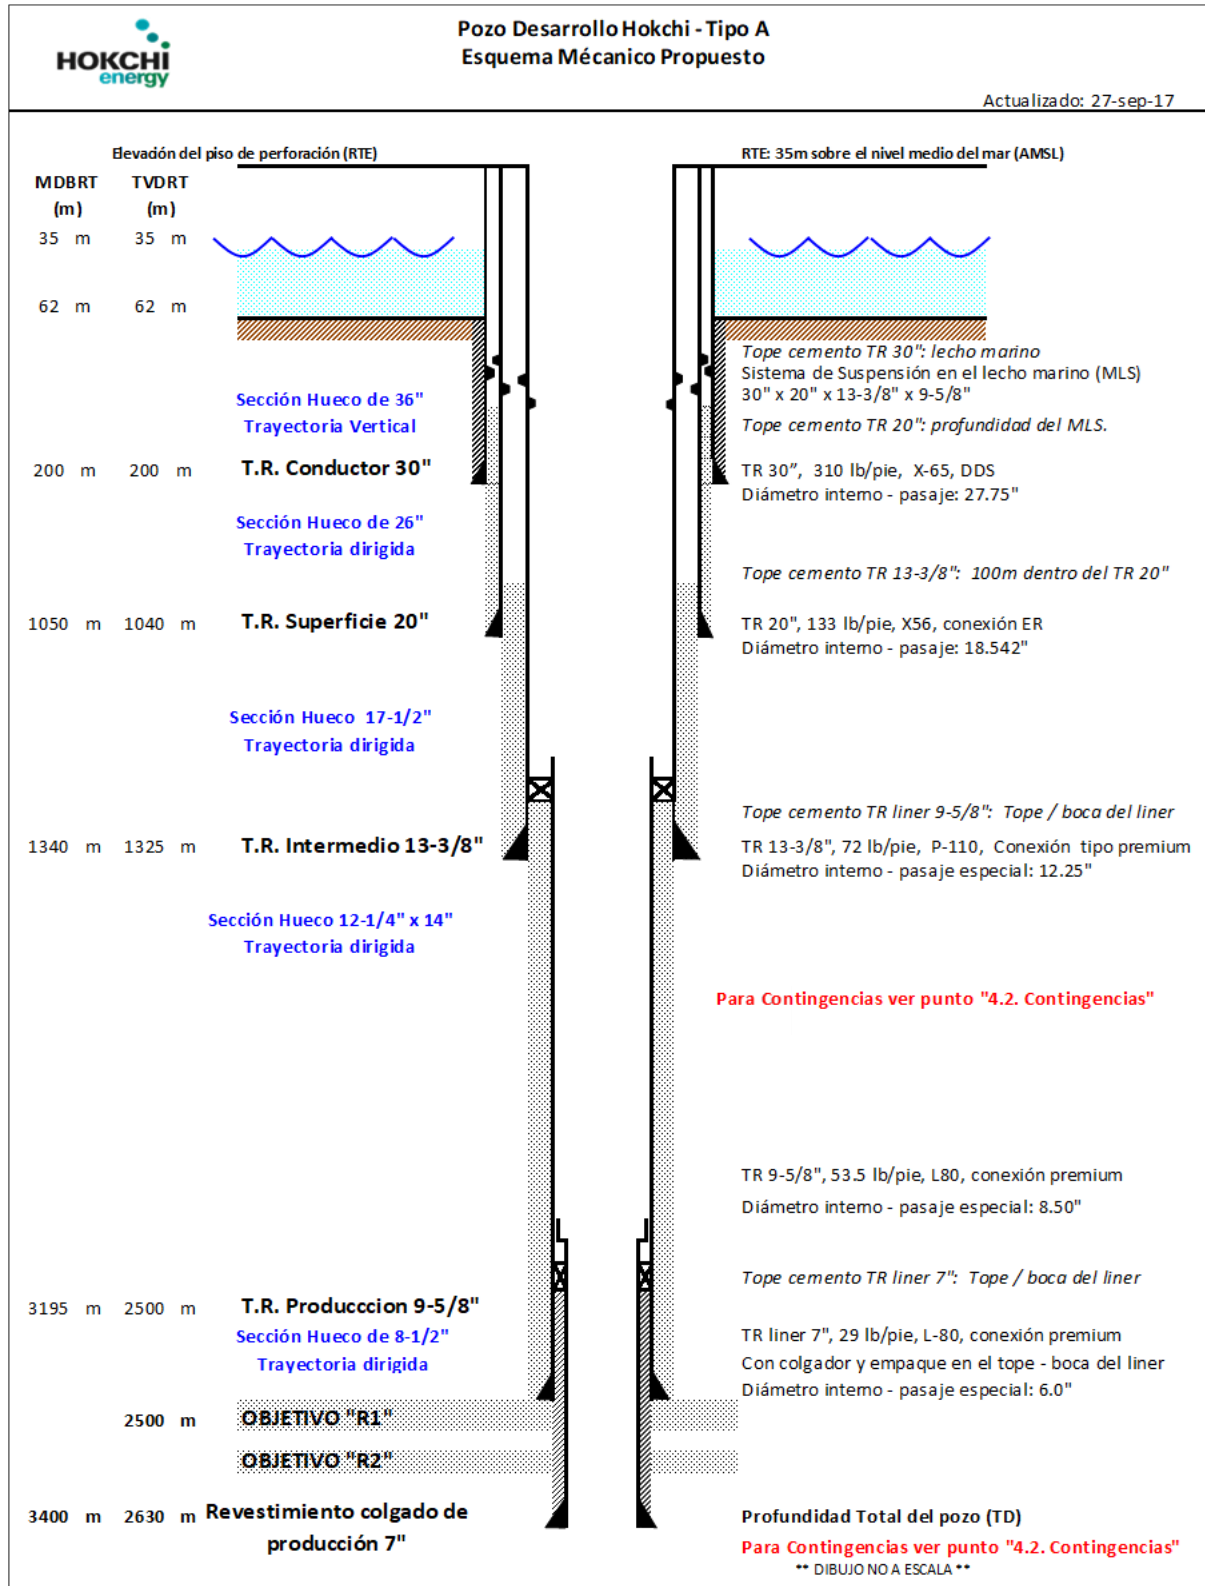 HOKCHI
energy
Pozo Desarrollo Hokchi - Tipo A
Esquema Mécanico Propuesto
Actualizado: 27-sep-17
Elevación del piso de perforación (RTE)
RTE: 35m sobre el nivel medio del mar (AMSL)
MDBRT TVDRT
(m) (m)
35 m 35 m
62 m 62 m
Tope cemento TR 30": lecho marino
Sistema de Suspensión en el lecho marino (MLS)
30" x 20" x 13-3/8" x 9-5/8"
Sección Hueco de 36"
Trayectoria Vertical
Tope cemento TR 20": profundidad del MLS.
200 m 200 m T.R. Conductor 30" TR 30", 310 lb/pie, X-65, DDS
Diámetro interno - pasaje: 27.75"
Sección Hueco de 26"
Trayectoria dirigida
Tope cemento TR 13-3/8": 100m dentro del TR 20"
1050 m 1040 m T.R. Superficie 20" TR 20", 133 lb/pie, X56, conexión ER
Diámetro interno - pasaje: 18.542"
Sección Hueco 17-1/2"
Trayectoria dirigida
Tope cemento TR liner 9-5/8": Tope / boca del liner
1340 m 1325 m T.R. Intermedio 13-3/8" TR 13-3/8", 72 lb/pie, P-110, Conexión tipo premium
Diámetro interno - pasaje especial: 12.25"
Sección Hueco 12-1/4" x 14"
Trayectoria dirigida
Para Contingencias ver punto "4.2. Contingencias"
TR 9-5/8", 53.5 lb/pie, L80, conexión premium
Diámetro interno - pasaje especial: 8.50"
Tope cemento TR liner 7": Tope / boca del liner
3195 m 2500 m T.R. Producccion 9-5/8"
Sección Hueco de 8-1/2" TR liner 7", 29 lb/pie, L-80, conexión premium
Trayectoria dirigida Con colgador y empaque en el tope - boca del liner
Diámetro interno - pasaje especial: 6.0"
2500 m OBJETIVO "R1"
OBJETIVO "R2"
3400 m 2630 m Revestimiento colgado de Profundidad Total del pozo (TD)
producción 7" Para Contingencias ver punto "4.2. Contingencias"
** DIBUJO NO A ESCALA **